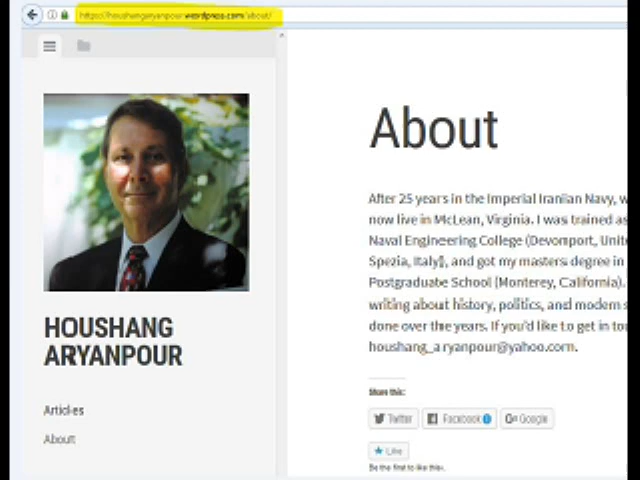 https://houshangaryanpour.wordpress.com/about/
About
After 25 years in the Imperial Iranian Navy, w
now live in McLean, Virginia. I was trained as
Naval Engineering College (Devonport, Unite
Spezia, Italy), and got my masters degree in
Postgraduate School (Monterey, California).
writing about history, politics, and modern s
done over the years. If you'd like to get in tou
houshang_aryanpour@yahoo.com.
HOUSHANG
ARYANPOUR
Articles
About
Share this:
Twitter Facebook 1 G+ Google
Like
Be the first to like this.